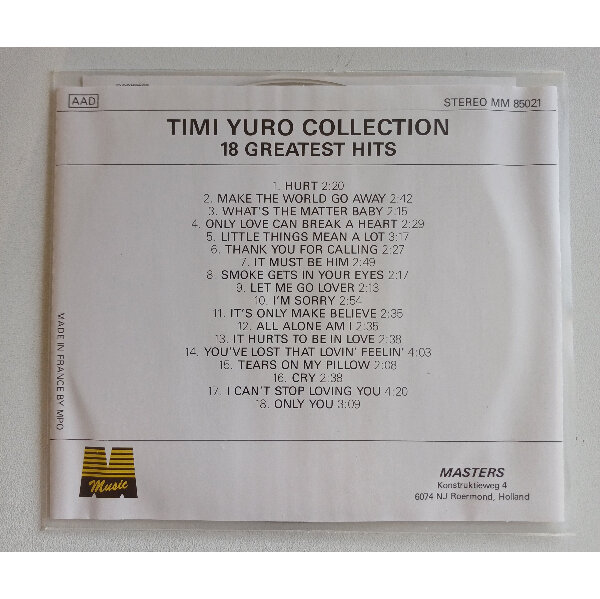 AAD
STEREO MM 85021
TIMI YURO COLLECTION
18 GREATEST HITS
1. HURT 2:20
2. MAKE THE WORLD GO AWAY 2:42
3. WHAT'S THE MATTER BABY 2:15
4. ONLY LOVE CAN BREAK A HEART 2:29
5. LITTLE THINGS MEAN A LOT 3:17
6. THANK YOU FOR CALLING 2:27
7. IT MUST BE HIM 2:49
8. SMOKE GETS IN YOUR EYES 2:17
9. LET ME GO LOVER 2:13
10. I'M SORRY 2:54
11. IT'S ONLY MAKE BELIEVE 2:35
12. ALL ALONE AM I 2:35
13. IT HURTS TO BE IN LOVE 2:38
14. YOU'VE LOST THAT LOVIN' FEELIN' 4:03
15. TEARS ON MY PILLOW 2:08
16. CRY 2:38
17. I CAN'T STOP LOVING YOU 4:20
18. ONLY YOU 3:09
MADE IN FRANCE BY MPO
Music
MASTERS
Konstruktieweg 4
6074 NJ Roermond, Holland